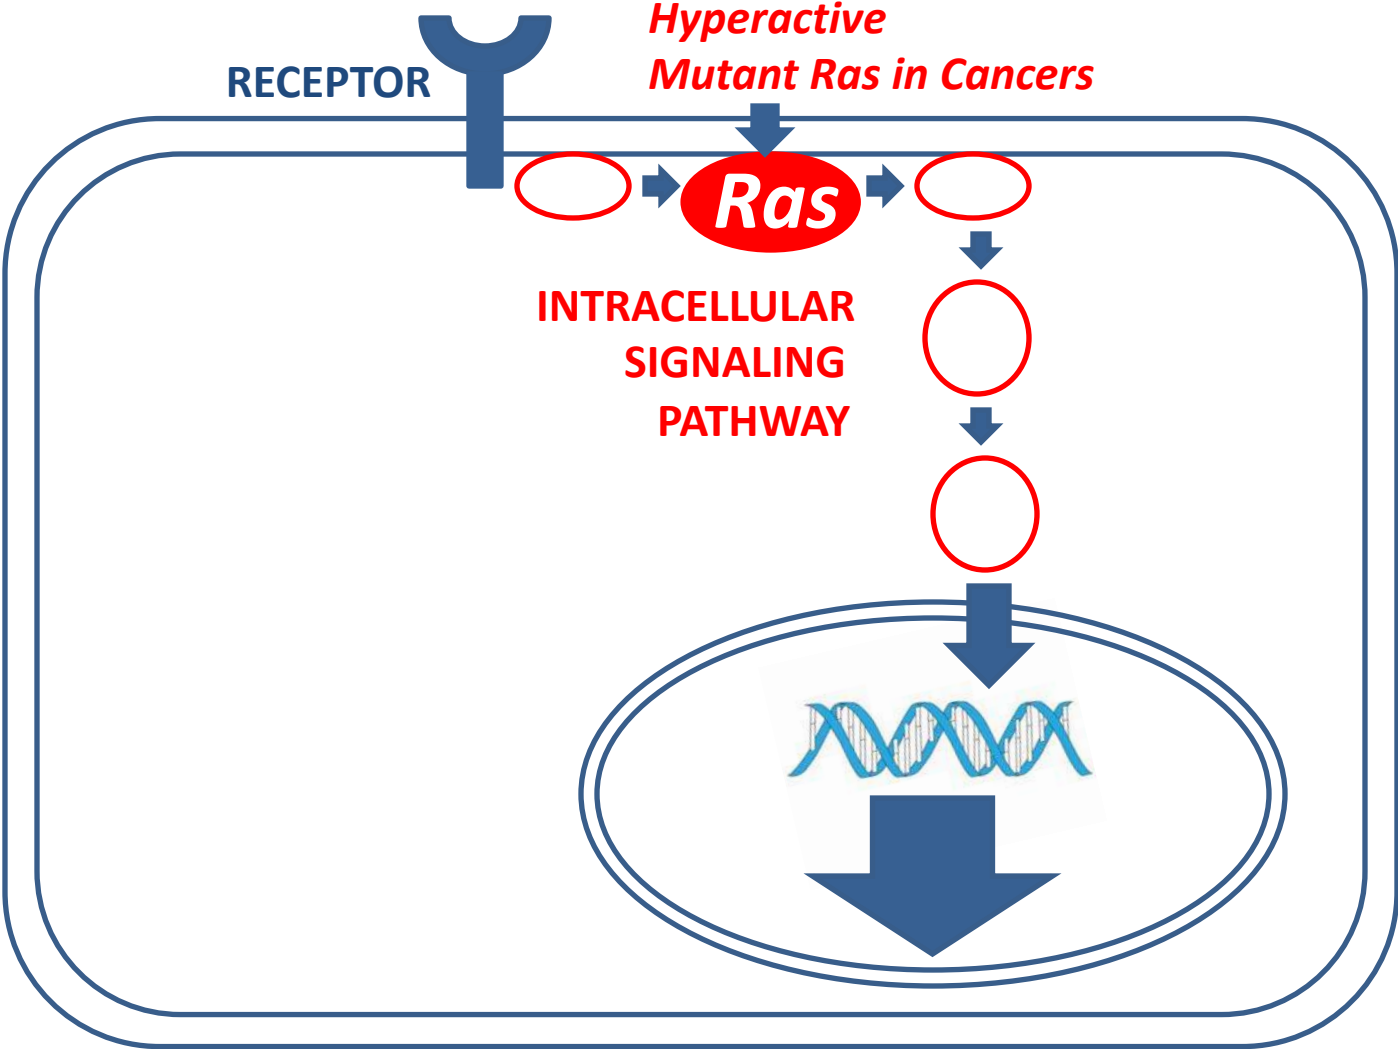 Hyperactive
Mutant Ras in Cancers
RECEPTOR
Ras
INTRACELLULAR
SIGNALING
PATHWAY